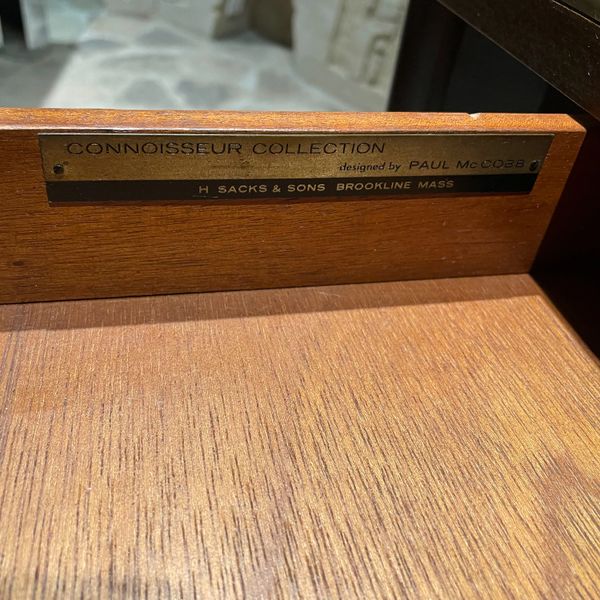 CONNOISSEUR COLLECTION
designed by PAUL McCOBB
H SACKS & SONS BROOKLINE MASS